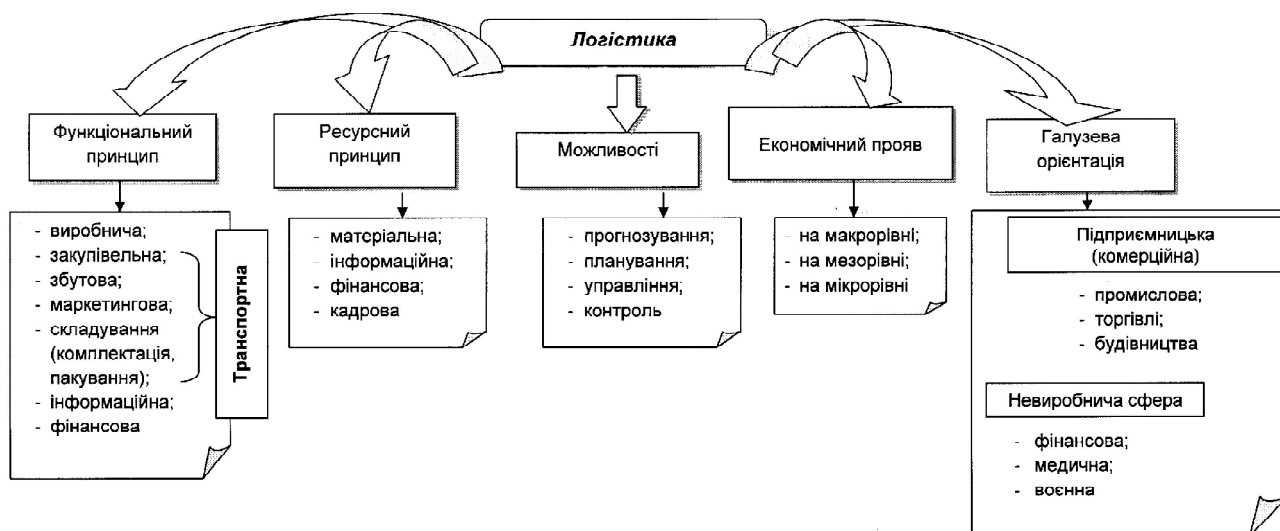 Логістика
Функціональний
принцип
- виробнича;
- закупівельна;
- збутова;
- маркетингова;
- складування
(комплектація,
пакування);
- інформаційна;
- фінансова
Транспортна
Ресурсний
принцип
- матеріальна;
- інформаційна;
- фінансова;
- кадрова
Можливості
- прогнозування;
- планування;
- управління;
- контроль
Економічний прояв
- на макрорівні;
- на мезорівні;
- на мікрорівні
Галузева
орієнтація
Підприємницька
(комерційна)
- промислова;
- торгівлі;
- будівництва
Невиробнича сфера
- фінансова;
- медична;
- воєнна